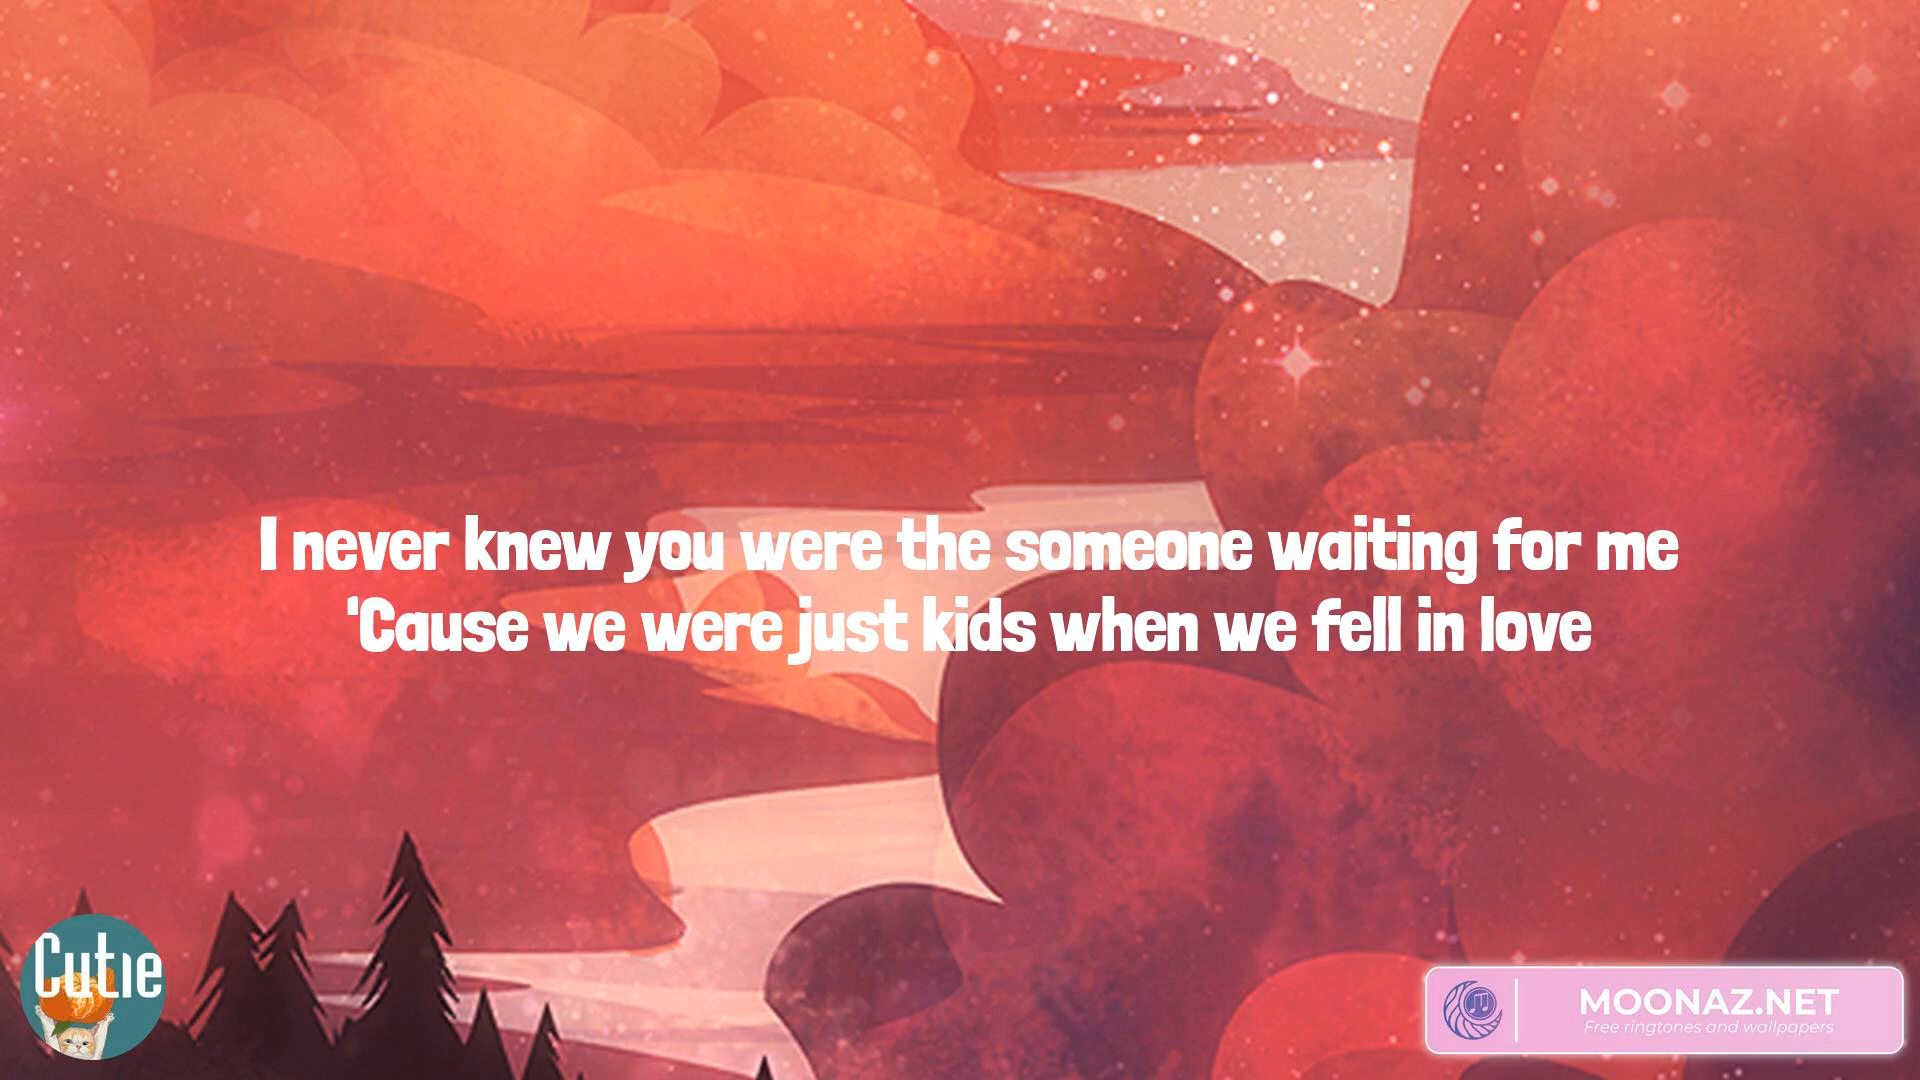 I never knew you were the someone waiting for me
'Cause we were just kids when we fell in love
Cutie
MOONAZ.NET
Free ringtones and wallpapers